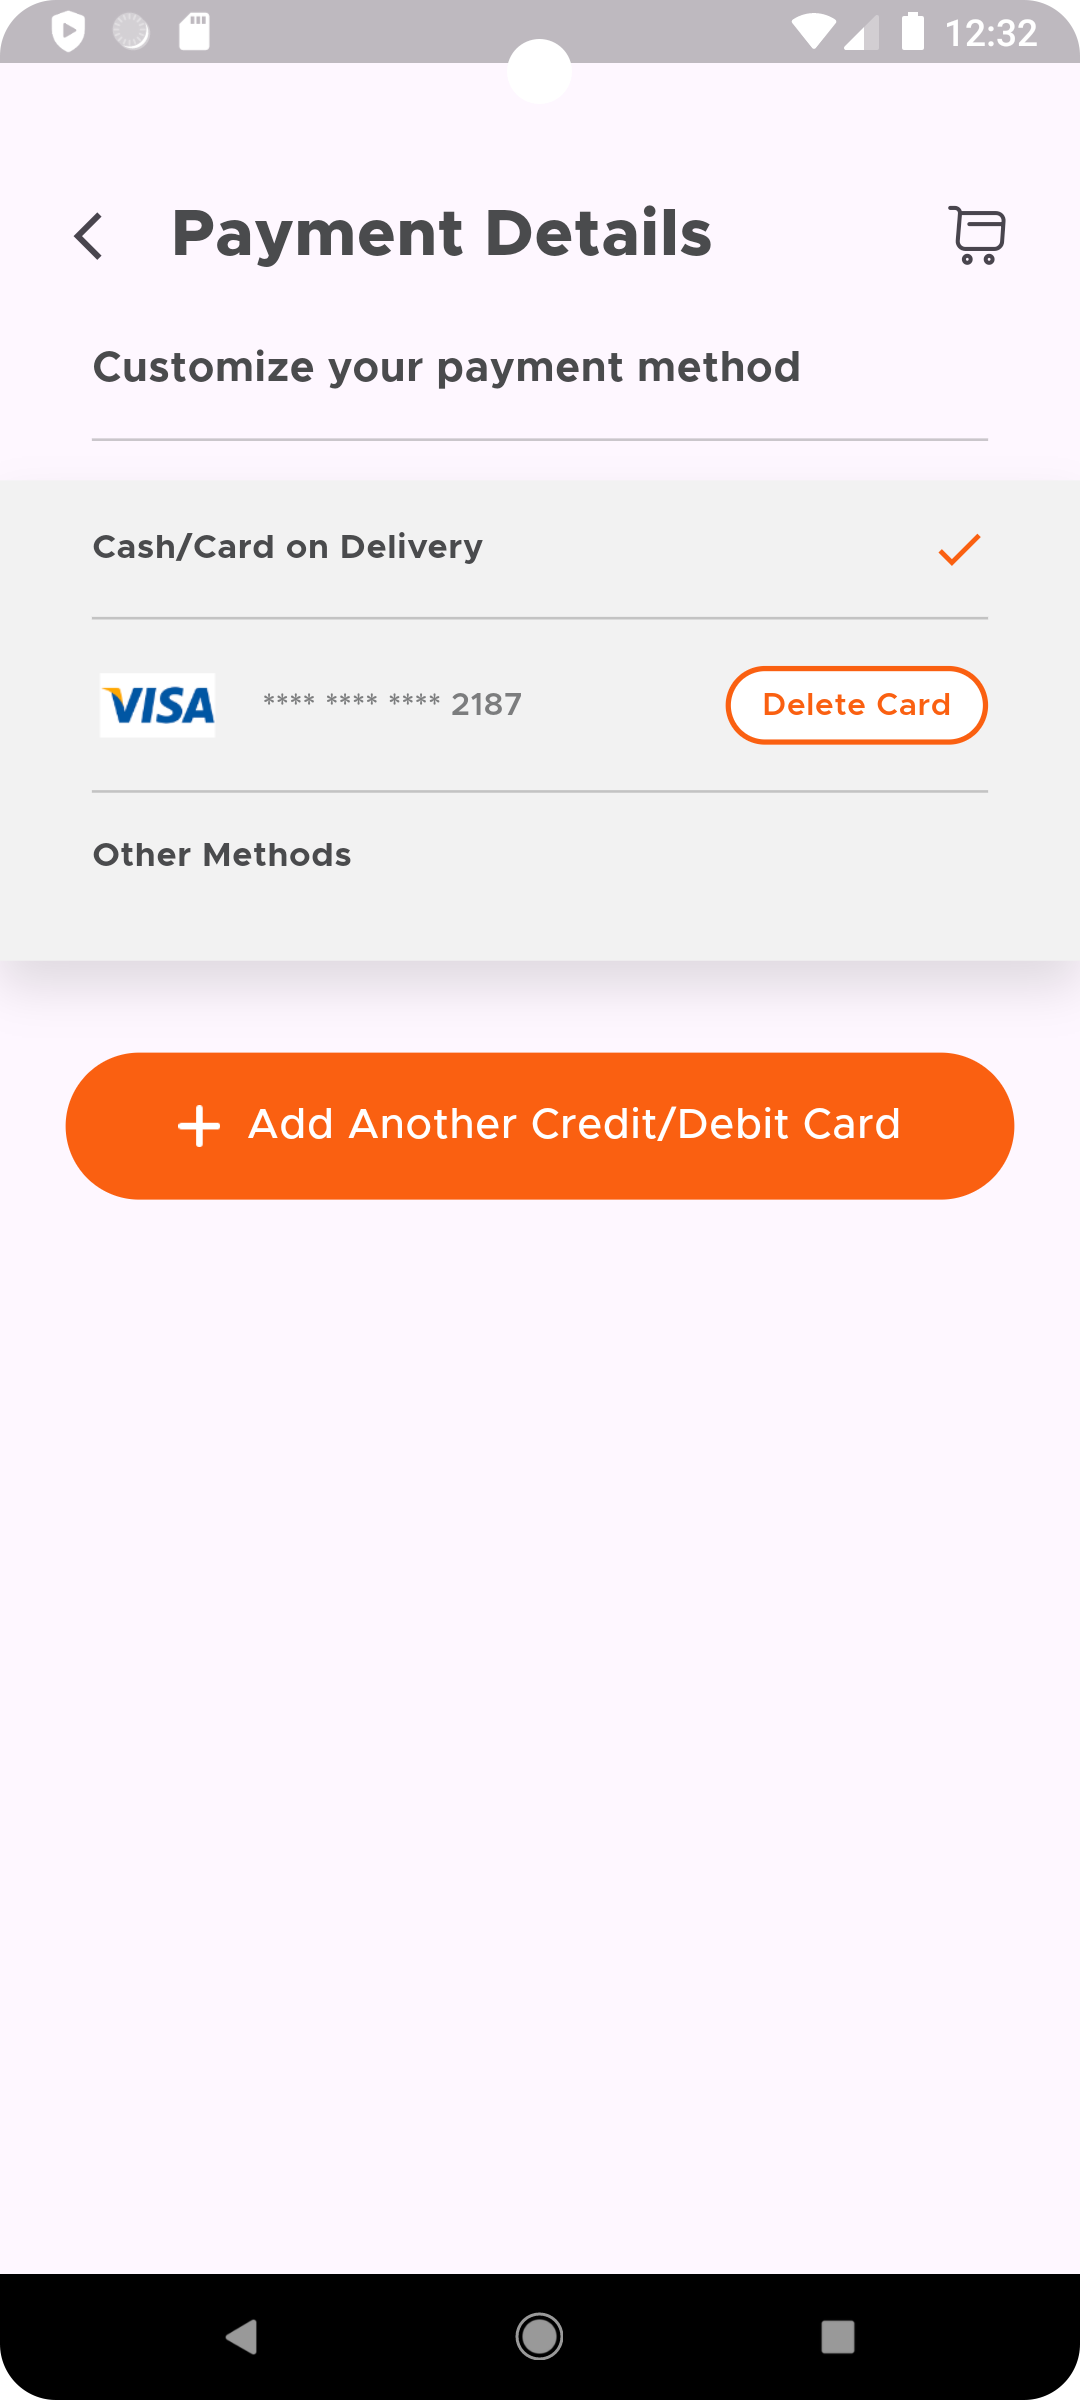 12:32
Payment Details
Customize your payment method
Cash/Card on Delivery
VISA **** **** **** 2187 Delete Card
Other Methods
Add Another Credit/Debit Card